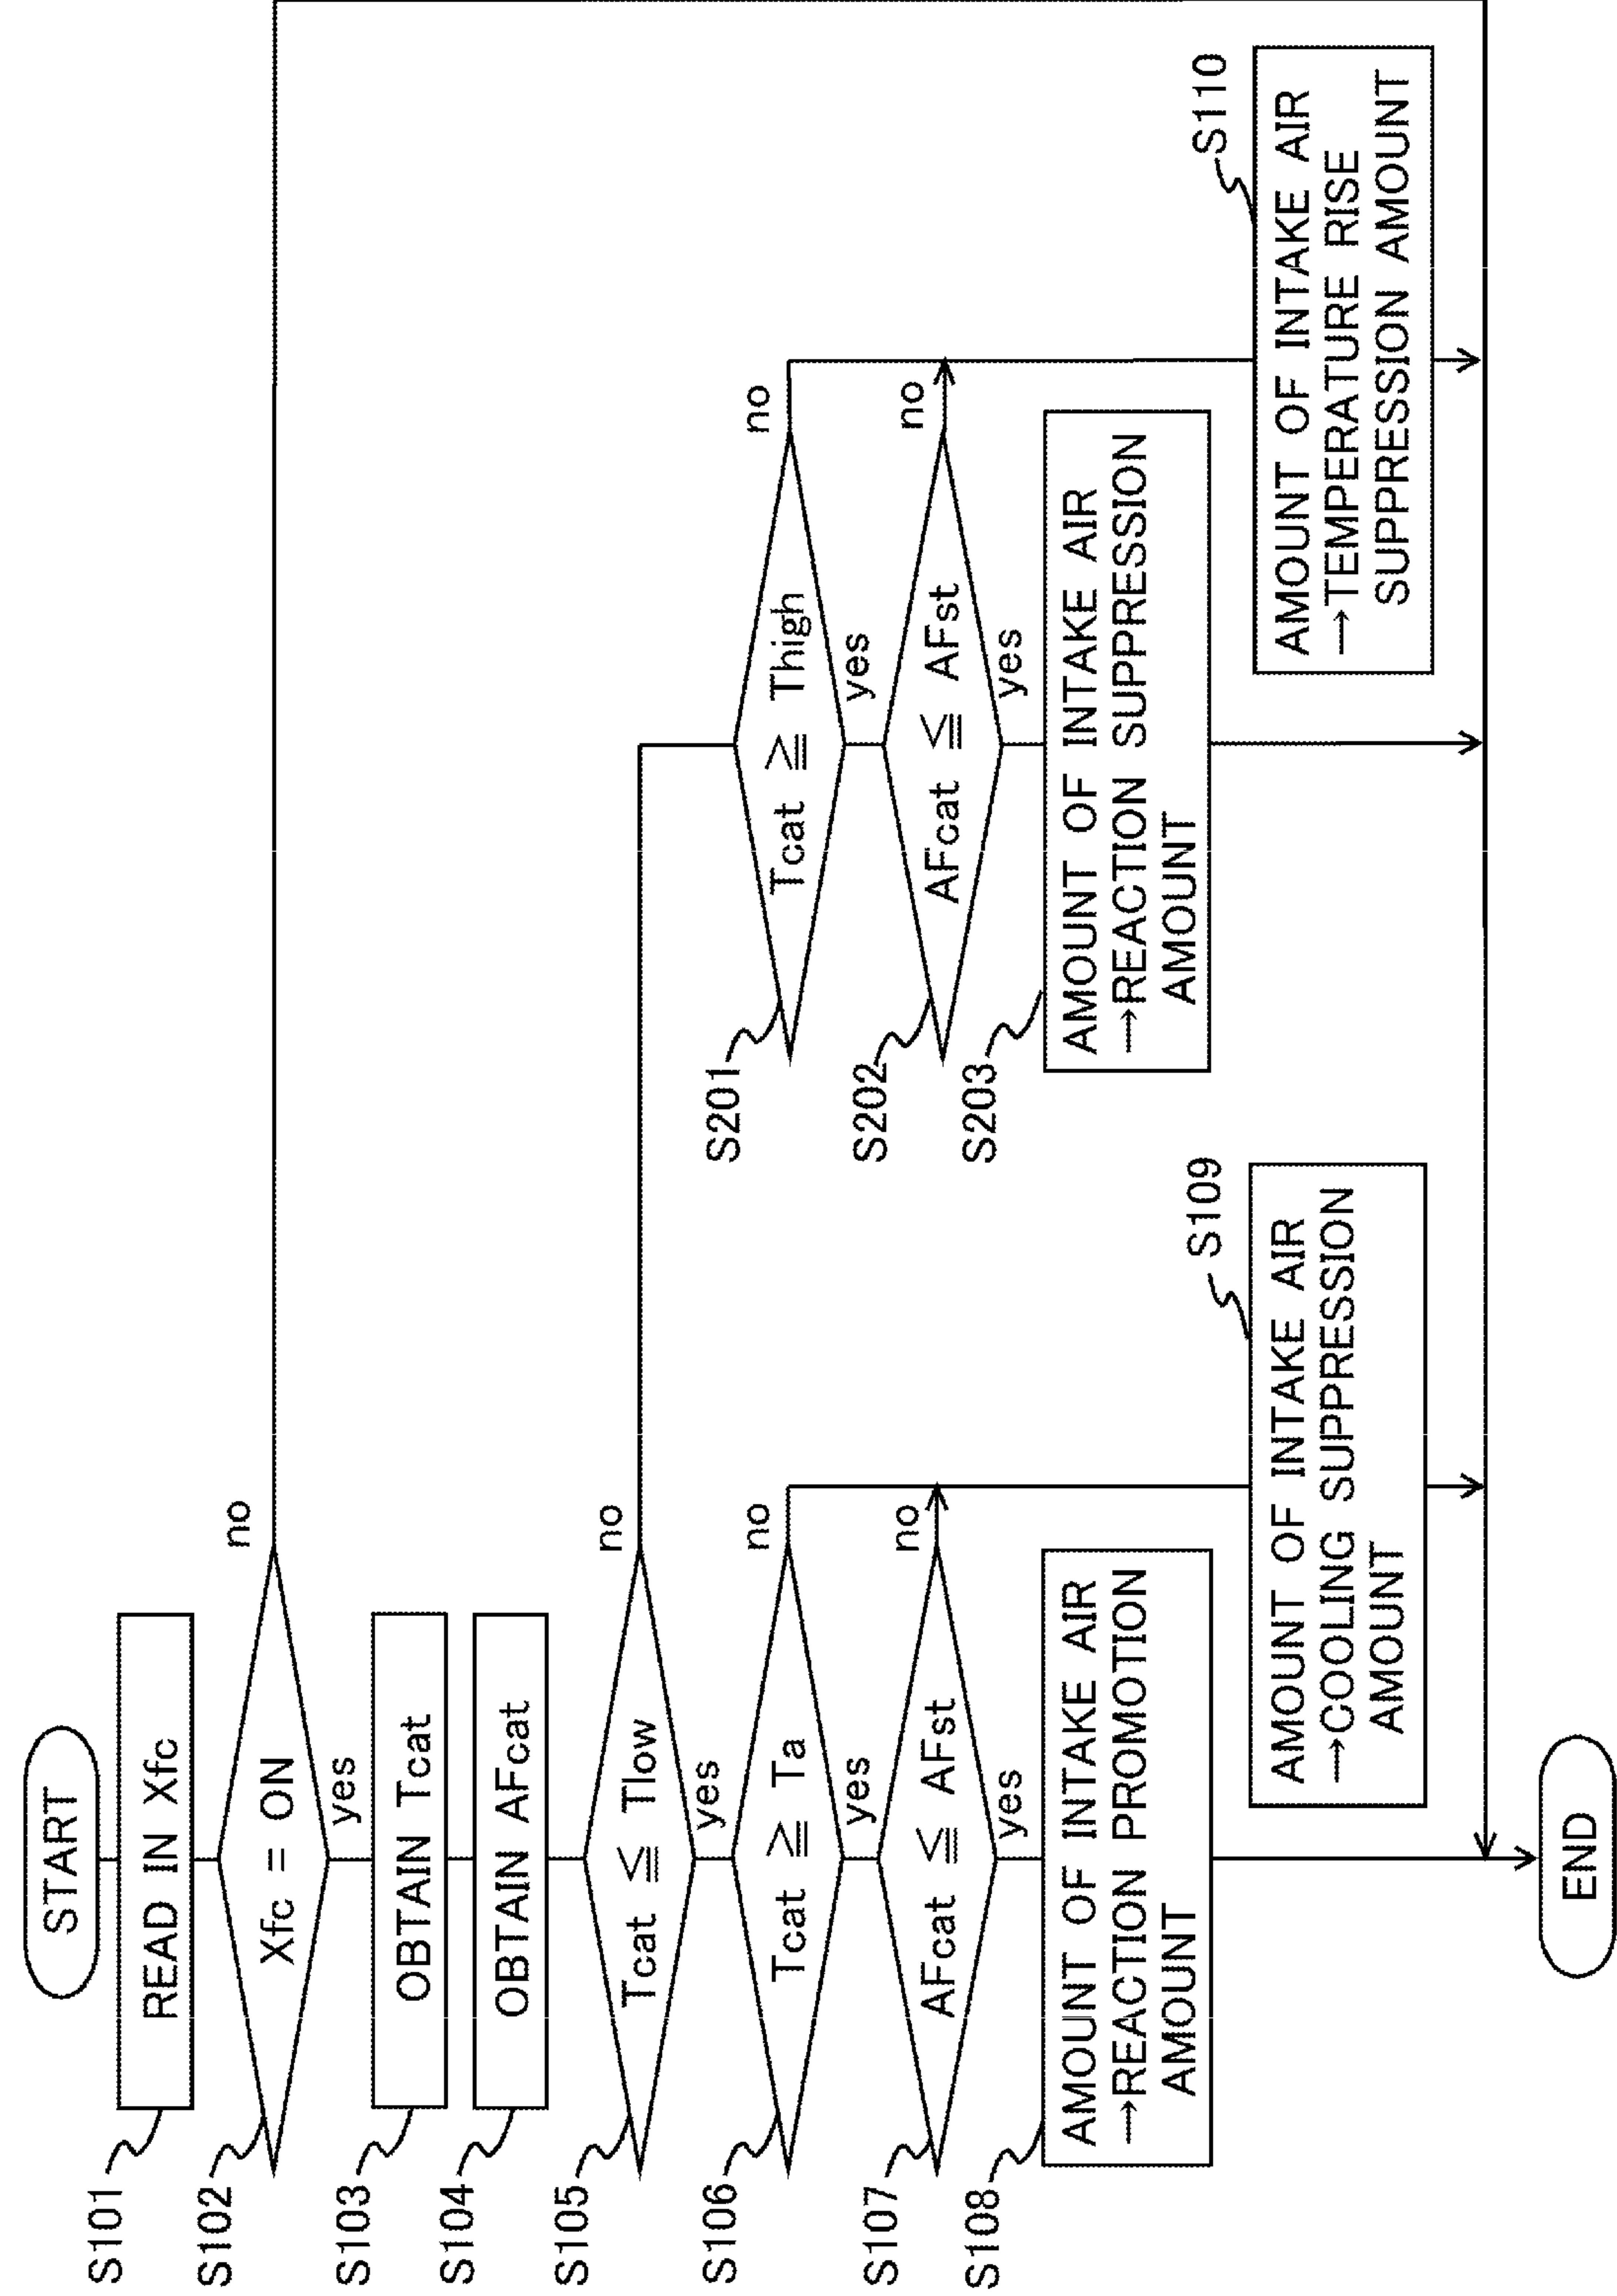 START
S101
READ IN Xfc
S102
Xfc = ON
no
yes
S103
OBTAIN Tcat
S104
OBTAIN AFcat
S105
Tcat ≦ Tlow
no
yes
S106
Tcat ≧ Ta
no
yes
S107
AFcat ≦ AFst
no
yes
S108
AMOUNT OF INTAKE AIR
→REACTION PROMOTION
AMOUNT
S109
AMOUNT OF INTAKE AIR
→COOLING SUPPRESSION
AMOUNT
S201
Tcat ≧ Thigh
no
yes
S202
AFcat ≦ AFst
no
yes
S203
AMOUNT OF INTAKE AIR
→REACTION SUPPRESSION
AMOUNT
S110
AMOUNT OF INTAKE AIR
→TEMPERATURE RISE
SUPPRESSION AMOUNT
END